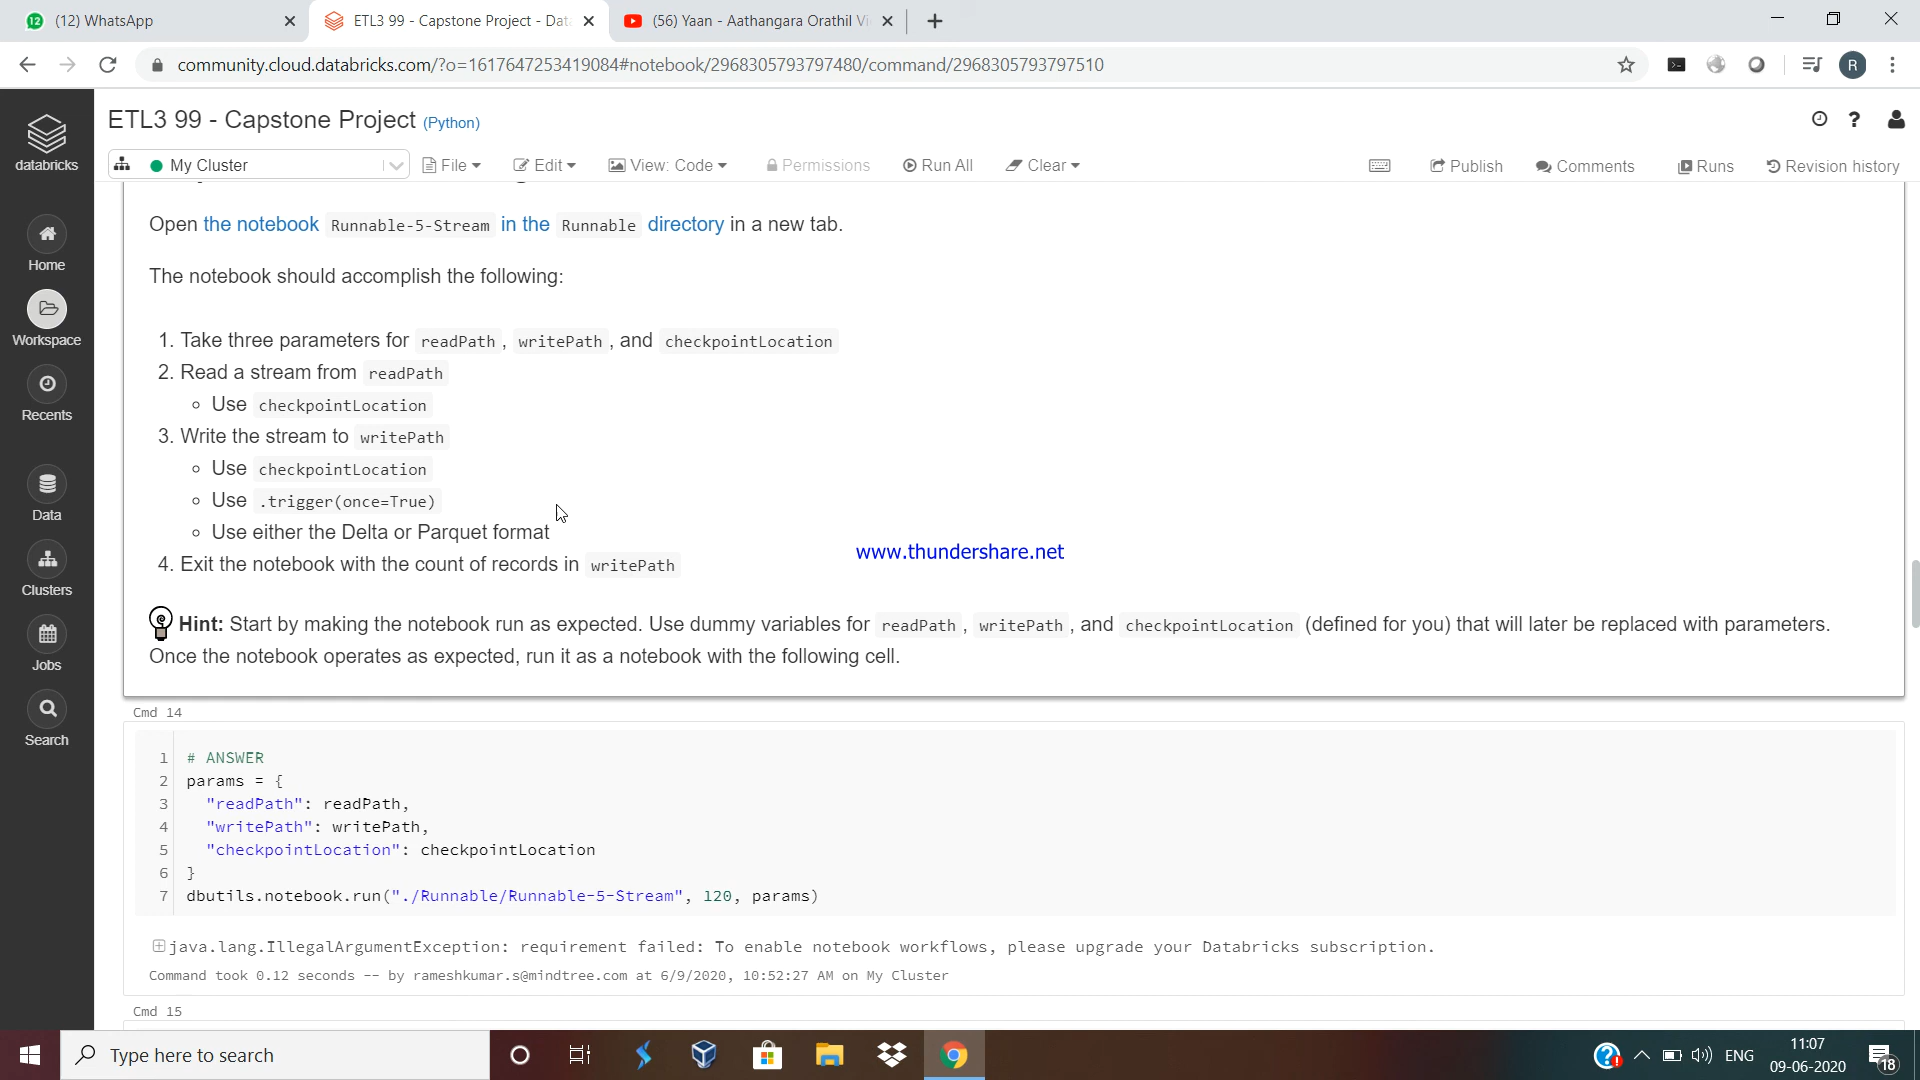 (12) WhatsApp
ETL3 99 - Capstone Project - Dat
(56) Yaan - Aathangara Orathil Vi
community.cloud.databricks.com/?o=1617647253419084#notebook/2968305793797480/command/2968305793797510
R
databricks
Home
Workspace
Recents
Data
Clusters
Jobs
Search
ETL3 99 - Capstone Project (Python)
My Cluster
File
Edit
View: Code
Permissions
Run All
Clear
Publish
Comments
Runs
Revision history
Open the notebook Runnable-5-Stream in the Runnable directory in a new tab.
The notebook should accomplish the following:
1. Take three parameters for readPath , writePath , and checkpointLocation
2. Read a stream from readPath
Use checkpointLocation
3. Write the stream to writePath
Use checkpointLocation
Use .trigger(once=True)
Use either the Delta or Parquet format
4. Exit the notebook with the count of records in writePath
www.thundershare.net
Hint: Start by making the notebook run as expected. Use dummy variables for readPath , writePath , and checkpointLocation (defined for you) that will later be replaced with parameters.
Once the notebook operates as expected, run it as a notebook with the following cell.
Cmd 14
1 # ANSWER
2 params = {
3 "readPath": readPath,
4 "writePath": writePath,
5 "checkpointLocation": checkpointLocation
6 }
7 dbutils.notebook.run("./Runnable/Runnable-5-Stream", 120, params)
java.lang.IllegalArgumentException: requirement failed: To enable notebook workflows, please upgrade your Databricks subscription.
Command took 0.12 seconds -- by rameshkumar.s@mindtree.com at 6/9/2020, 10:52:27 AM on My Cluster
Cmd 15
Type here to search
ENG
11:07
09-06-2020
18